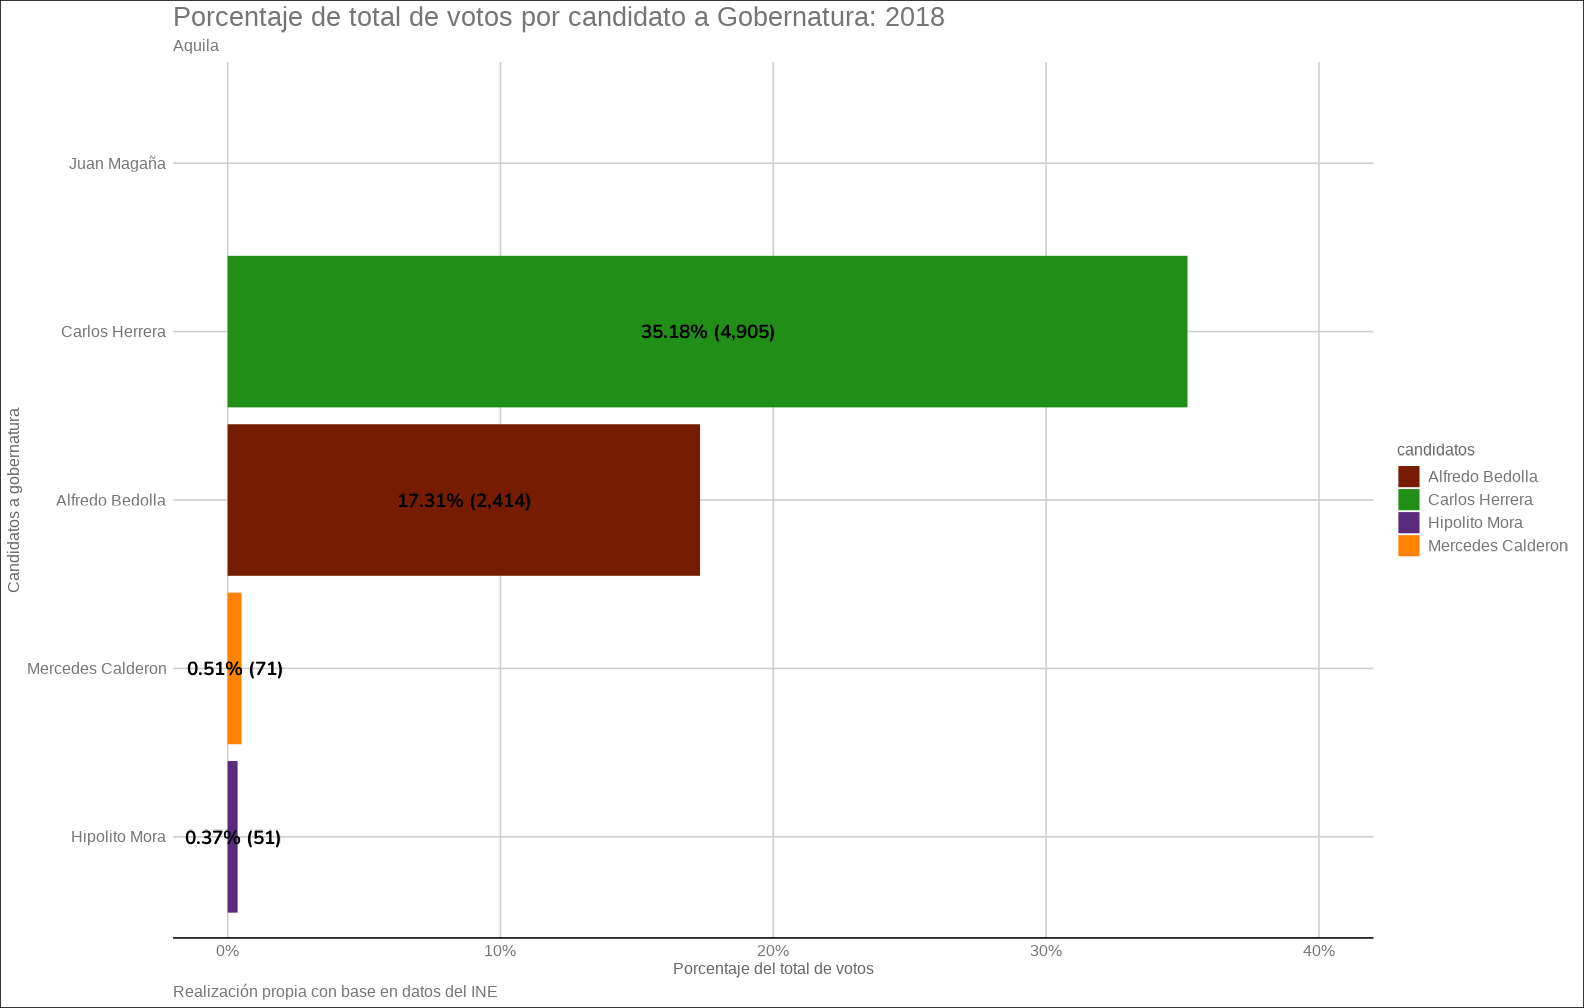 Porcentaje de total de votos por candidato a Gobernatura: 2018
Aquila
Candidatos a gobernatura
Juan Magaña
Carlos Herrera
35.18% (4,905)
Alfredo Bedolla
17.31% (2,414)
Mercedes Calderon
0.51% (71)
Hipolito Mora
0.37% (51)
0%
10%
20%
30%
40%
Porcentaje del total de votos
candidatos
Alfredo Bedolla
Carlos Herrera
Hipolito Mora
Mercedes Calderon
Realización propia con base en datos del INE